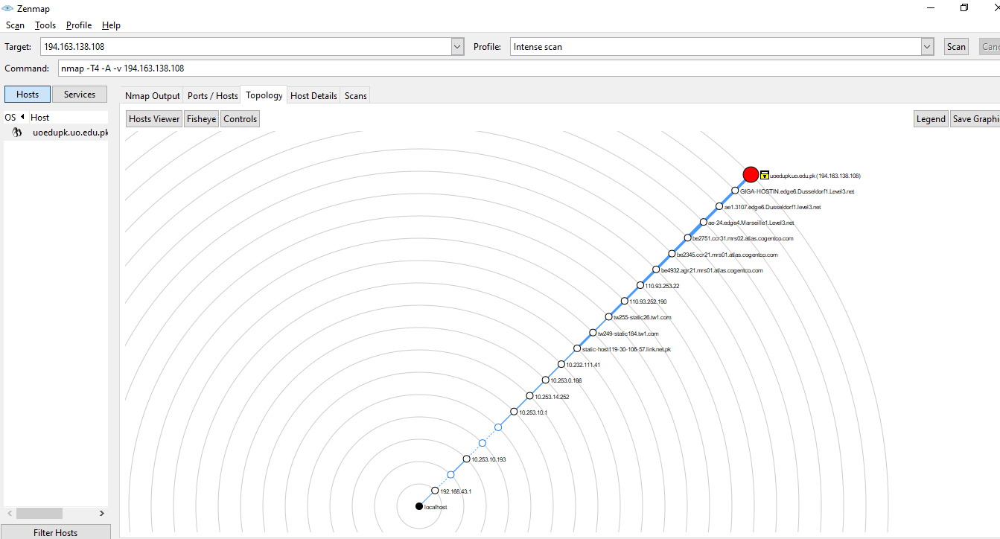 Zenmap
Scan Tools Profile Help
Target: 194.163.138.108 Profile: Intense scan Scan Canc
Command: nmap -T4 -A -v 194.163.138.108
Hosts Services Nmap Output Ports / Hosts Topology Host Details Scans
OS Host Hosts Viewer Fisheye Controls Legend Save Graphi
uoedupk.uo.edu.pk
uoedupk.uo.edu.pk (194.163.138.108)
GIGA-HOSTIN.edge6.Dusseldorf1.Level3.net
ae1.3107.edge6.Dusseldorf1.level3.net
ae-24.edge4.Marseille1.Level3.net
be2751.ccr31.mrs02.atlas.cogentco.com
be2345.ccr21.mrs01.atlas.cogentco.com
be4932.agr21.mrs01.atlas.cogentco.com
110.93.253.22
110.93.252.190
tw255-static26.tw1.com
tw249-static184.tw1.com
static-host119-30-106-57.link.net.pk
10.232.111.41
10.253.0.186
10.253.14.252
10.253.10.1
10.253.10.193
192.168.43.1
localhost
Filter Hosts